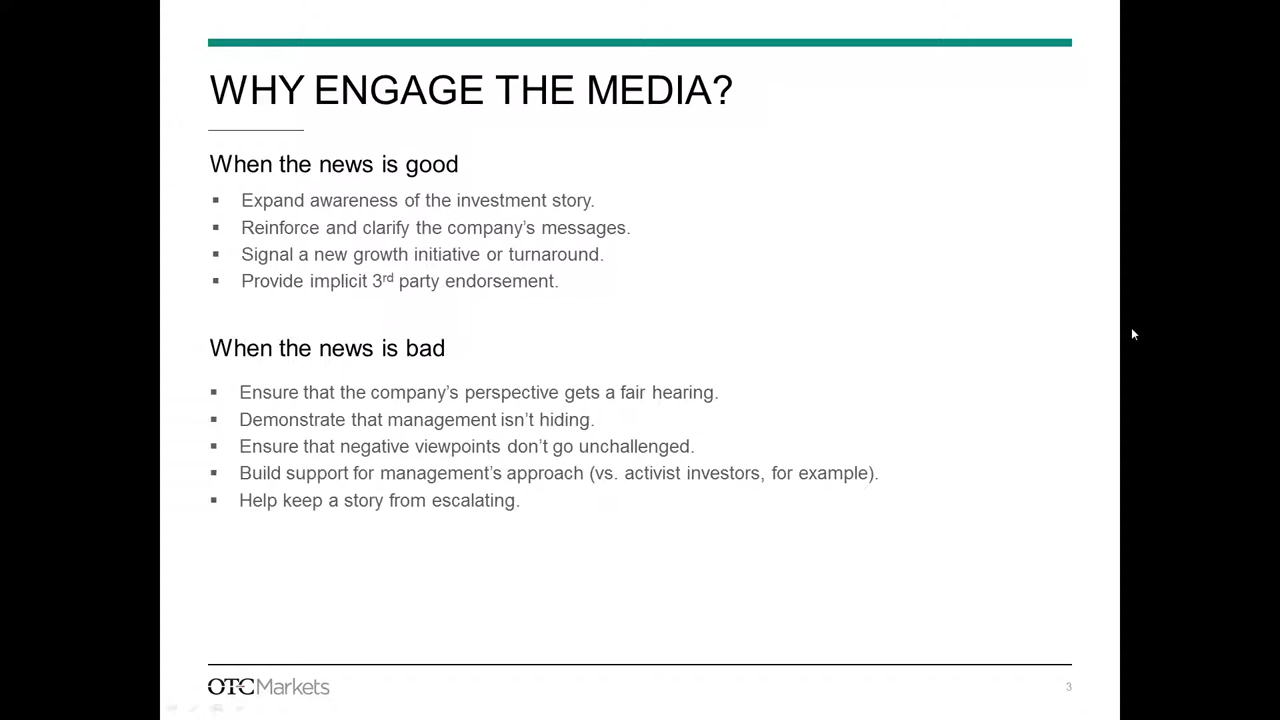 WHY ENGAGE THE MEDIA?
When the news is good
▪ Expand awareness of the investment story.
▪ Reinforce and clarify the company's messages.
▪ Signal a new growth initiative or turnaround.
▪ Provide implicit 3rd party endorsement.
When the news is bad
▪ Ensure that the company's perspective gets a fair hearing.
▪ Demonstrate that management isn't hiding.
▪ Ensure that negative viewpoints don't go unchallenged.
▪ Build support for management's approach (vs. activist investors, for example).
▪ Help keep a story from escalating.
OTC Markets
3